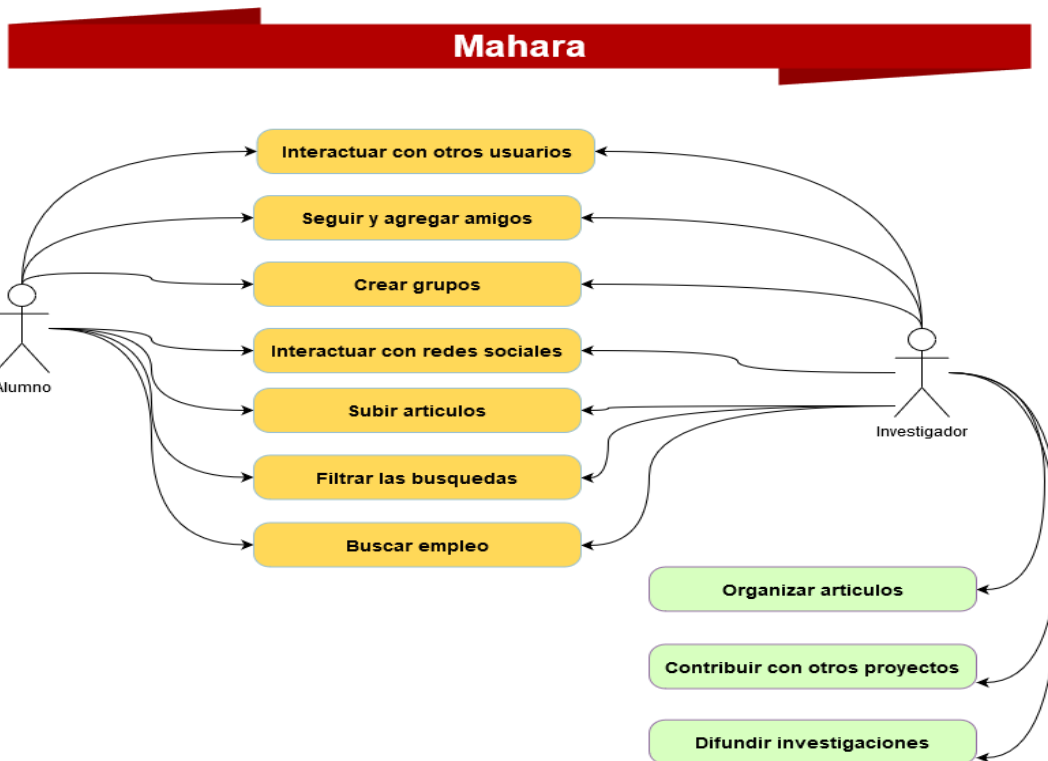 Mahara
Interactuar con otros usuarios
Seguir y agregar amigos
Crear grupos
Interactuar con redes sociales
Alumno
Subir articulos
Investigador
Filtrar las busquedas
Buscar empleo
Organizar articulos
Contribuir con otros proyectos
Difundir investigaciones